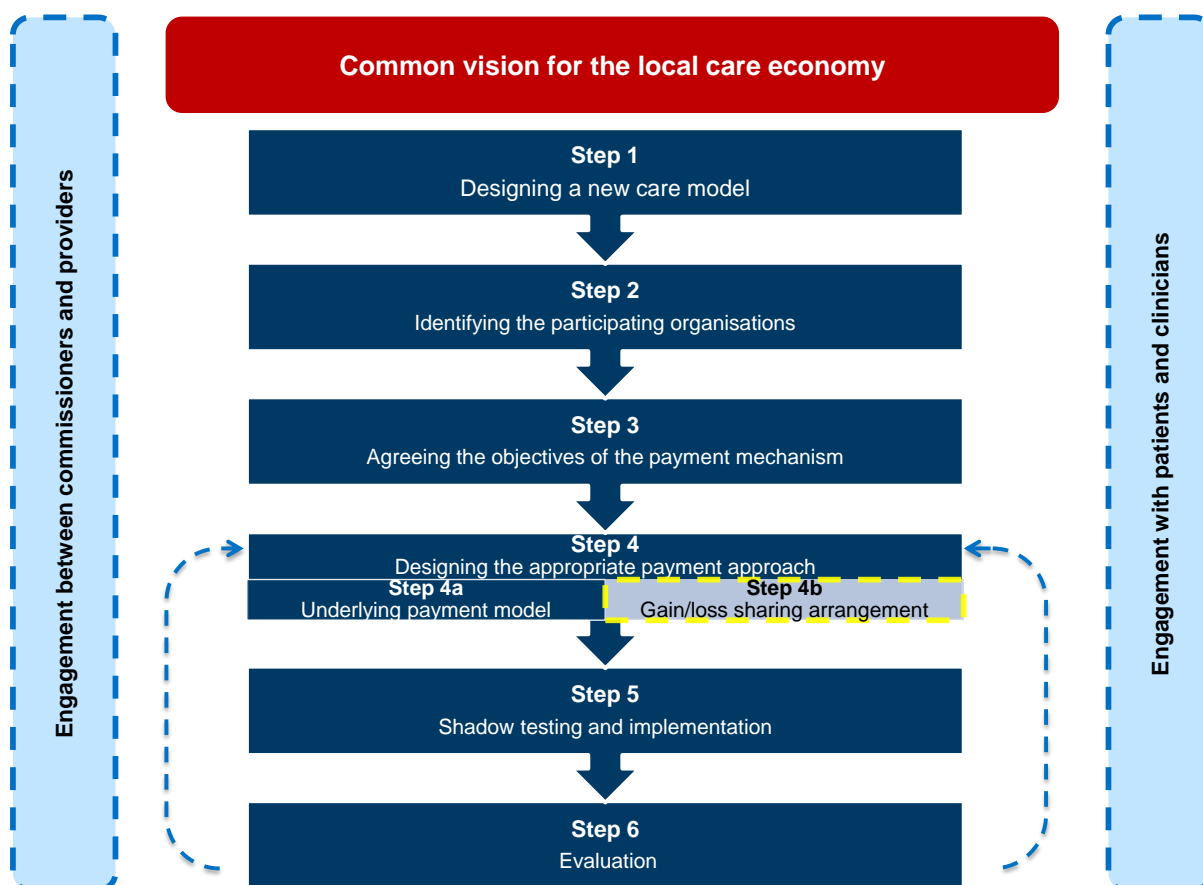 Common vision for the local care economy
Engagement between commissioners and providers
Step 1
Designing a new care model
Step 2
Identifying the participating organisations
Step 3
Agreeing the objectives of the payment mechanism
Step 4
Designing the appropriate payment approach
Step 4a
Underlying payment model
Step 4b
Gain/loss sharing arrangement
Step 5
Shadow testing and implementation
Step 6
Evaluation
Engagement with patients and clinicians